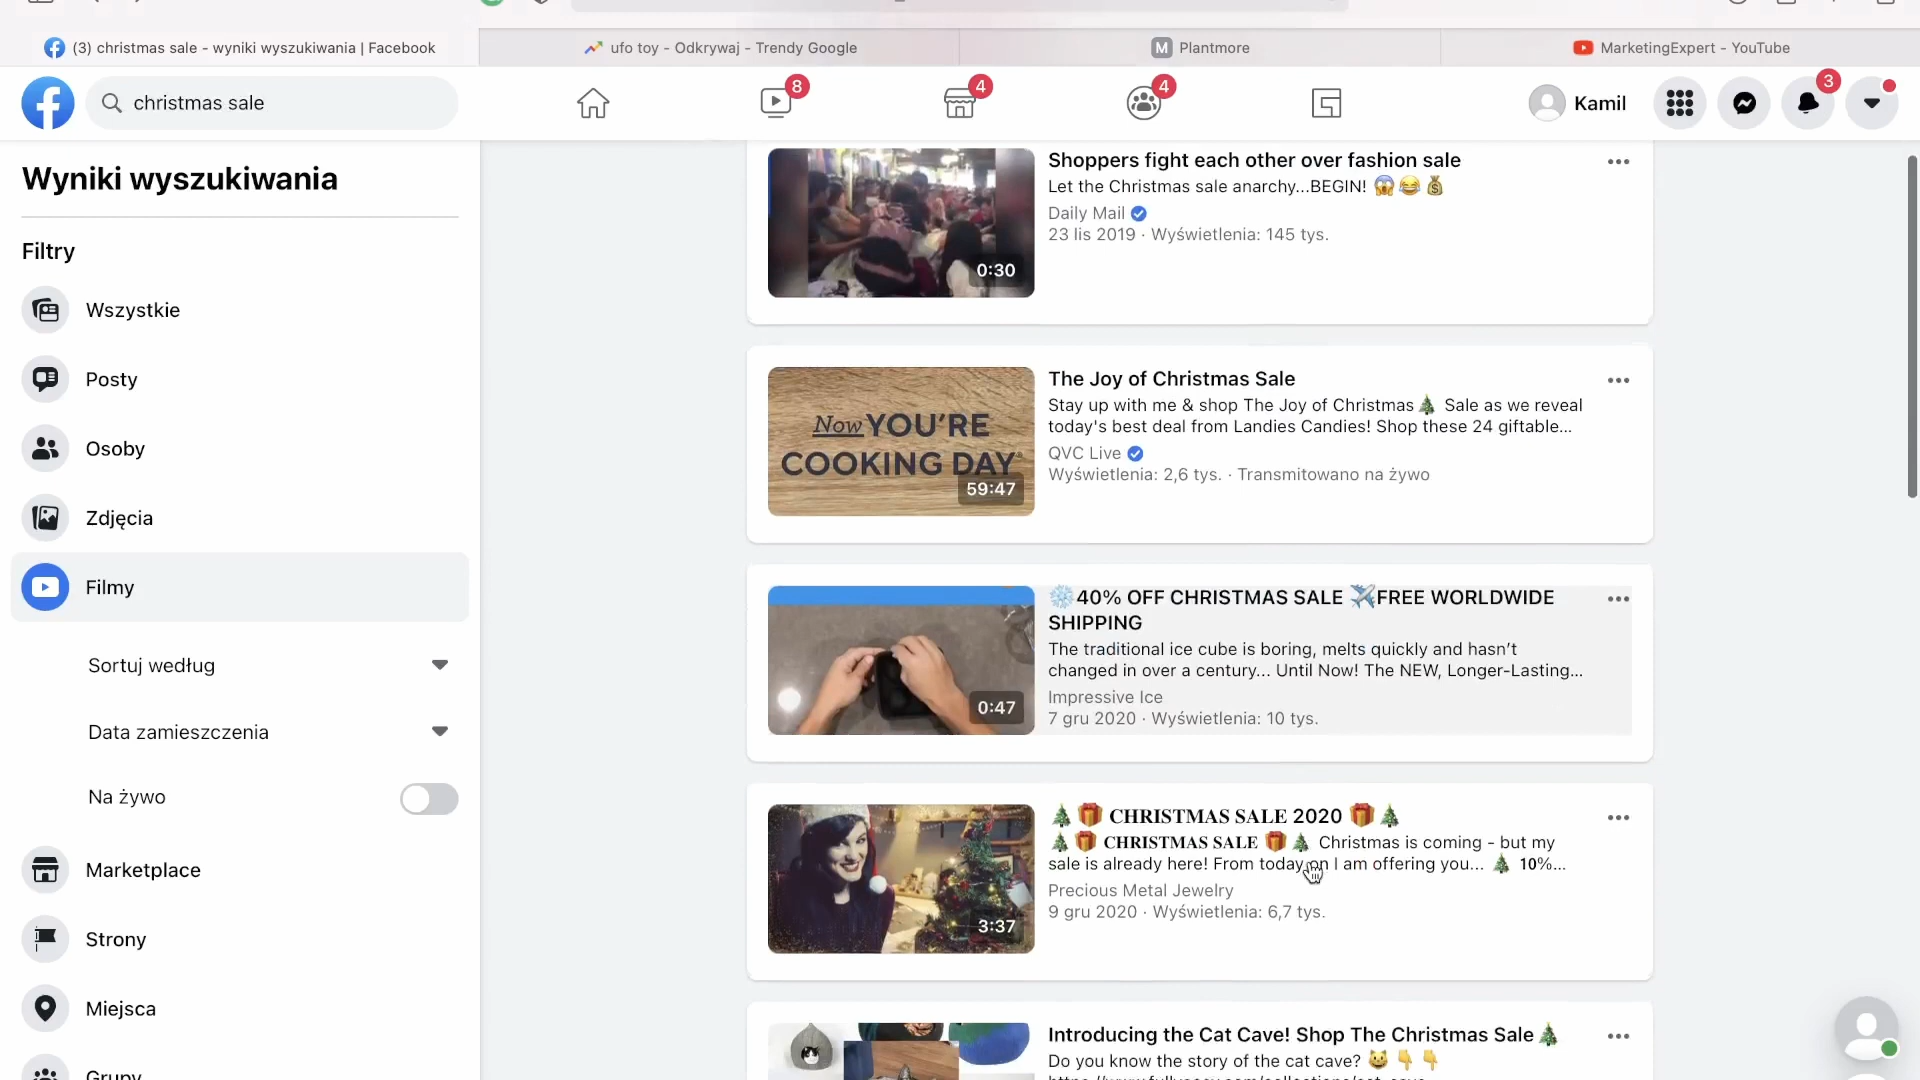 (3) christmas sale - wyniki wyszukiwania | Facebook
ufo toy - Odkrywaj - Trendy Google
M Plantmore
MarketingExpert - YouTube
christmas sale
8
4
4
Kamil
3
Wyniki wyszukiwania
Filtry
Wszystkie
Posty
Osoby
Zdjęcia
Filmy
Sortuj według
Data zamieszczenia
Na żywo
Marketplace
Strony
Miejsca
Grupy
0:30
Shoppers fight each other over fashion sale
Let the Christmas sale anarchy...BEGIN! 😱😂💰
Daily Mail
23 lis 2019 · Wyświetlenia: 145 tys.
Now YOU'RE
COOKING DAY
59:47
The Joy of Christmas Sale
Stay up with me & shop The Joy of Christmas🎄 Sale as we reveal
today's best deal from Landies Candies! Shop these 24 giftable...
QVC Live
Wyświetlenia: 2,6 tys. · Transmitowano na żywo
0:47
❄️40% OFF CHRISTMAS SALE ✈️FREE WORLDWIDE
SHIPPING
The traditional ice cube is boring, melts quickly and hasn't
changed in over a century... Until Now! The NEW, Longer-Lasting...
Impressive Ice
7 gru 2020 · Wyświetlenia: 10 tys.
3:37
🎄🎁 CHRISTMAS SALE 2020 🎁🎄
🎄🎁 CHRISTMAS SALE 🎁🎄 Christmas is coming - but my
sale is already here! From today on I am offering you... 🎄 10%...
Precious Metal Jewelry
9 gru 2020 · Wyświetlenia: 6,7 tys.
Introducing the Cat Cave! Shop The Christmas Sale🎄
Do you know the story of the cat cave? 😺👇👇